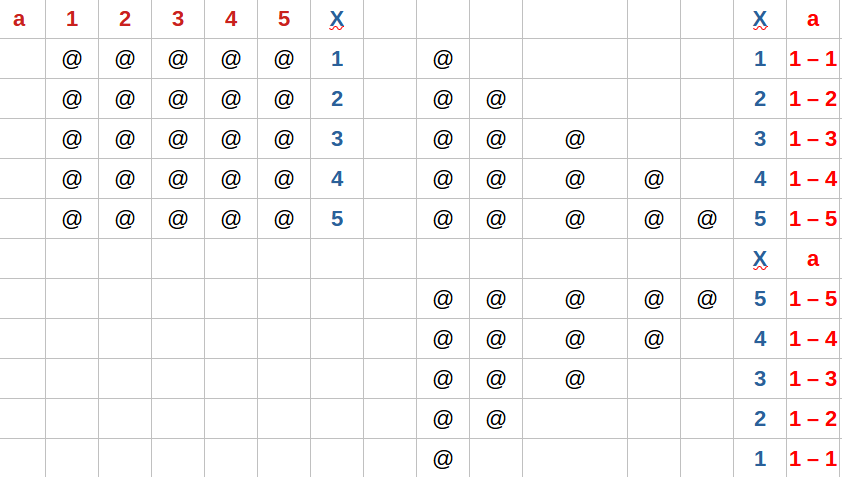 a 1 2 3 4 5 X X a
@ @ @ @ @ 1 @ 1 1 – 1
@ @ @ @ @ 2 @ @ 2 1 – 2
@ @ @ @ @ 3 @ @ @ 3 1 – 3
@ @ @ @ @ 4 @ @ @ @ 4 1 – 4
@ @ @ @ @ 5 @ @ @ @ @ 5 1 – 5
X a
@ @ @ @ @ 5 1 – 5
@ @ @ @ 4 1 – 4
@ @ @ 3 1 – 3
@ @ 2 1 – 2
@ 1 1 – 1